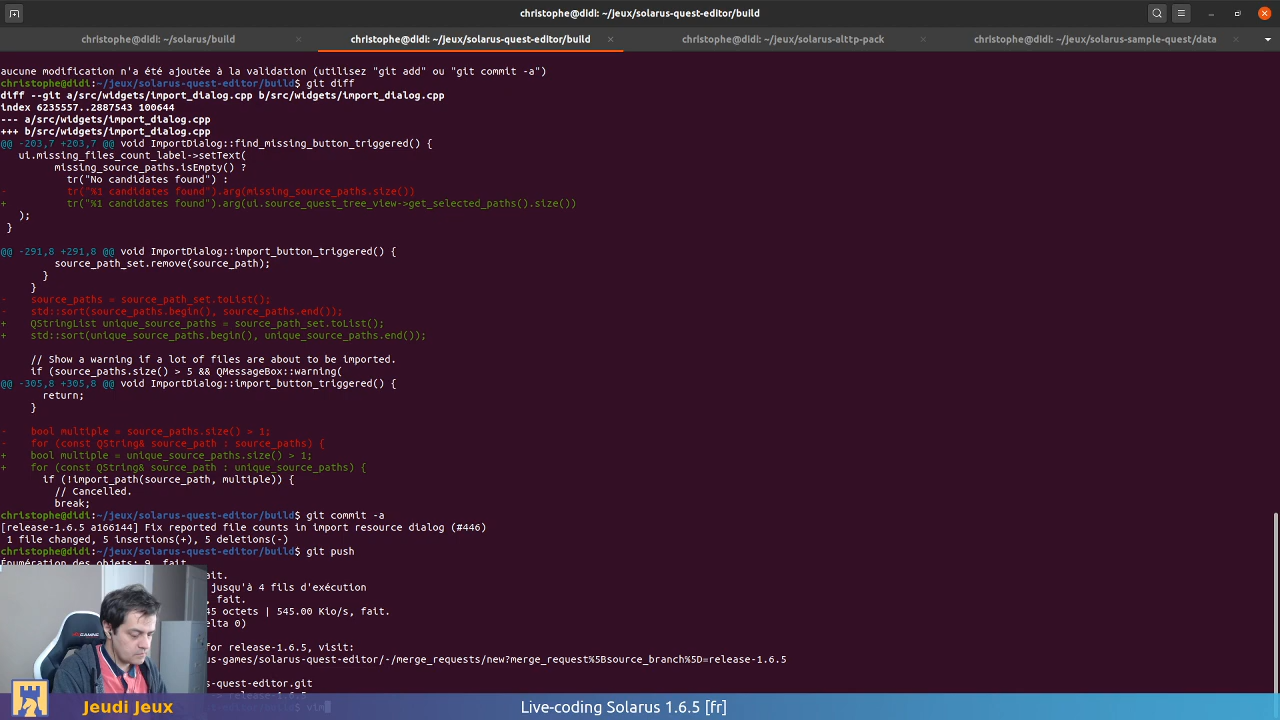 christophe@didi: ~/jeux/solarus-quest-editor/build
christophe@didi: ~/solarus/build
christophe@didi: ~/jeux/solarus-quest-editor/build
christophe@didi: ~/jeux/solarus-alttp-pack
christophe@didi: ~/jeux/solarus-sample-quest/data
aucune modification n'a été ajoutée à la validation (utilisez "git add" ou "git commit -a")
christophe@didi:~/jeux/solarus-quest-editor/build$ git diff
diff --git a/src/widgets/import_dialog.cpp b/src/widgets/import_dialog.cpp
index 6235557..2887543 100644
--- a/src/widgets/import_dialog.cpp
+++ b/src/widgets/import_dialog.cpp
@@ -203,7 +203,7 @@ void ImportDialog::find_missing_button_triggered() {
ui.missing_files_count_label->setText(
missing_source_paths.isEmpty() ?
tr("No candidates found") :
- tr("%1 candidates found").arg(missing_source_paths.size())
+ tr("%1 candidates found").arg(ui.source_quest_tree_view->get_selected_paths().size())
);
}
@@ -291,8 +291,8 @@ void ImportDialog::import_button_triggered() {
source_path_set.remove(source_path);
}
}
- source_paths = source_path_set.toList();
- std::sort(source_paths.begin(), source_paths.end());
+ QStringList unique_source_paths = source_path_set.toList();
+ std::sort(unique_source_paths.begin(), unique_source_paths.end());
// Show a warning if a lot of files are about to be imported.
if (source_paths.size() > 5 && QMessageBox::warning(
@@ -305,8 +305,8 @@ void ImportDialog::import_button_triggered() {
return;
}
- bool multiple = source_paths.size() > 1;
- for (const QString& source_path : source_paths) {
+ bool multiple = unique_source_paths.size() > 1;
+ for (const QString& source_path : unique_source_paths) {
if (!import_path(source_path, multiple)) {
// Cancelled.
break;
christophe@didi:~/jeux/solarus-quest-editor/build$ git commit -a
[release-1.6.5 a166144] Fix reported file counts in import resource dialog (#446)
1 file changed, 5 insertions(+), 5 deletions(-)
christophe@didi:~/jeux/solarus-quest-editor/build$ git push
Énumération des objets: 9, fait.
ait.
jusqu'à 4 fils d'exécution
, fait.
45 octets | 545.00 Kio/s, fait.
elta 0)
for release-1.6.5, visit:
us-games/solarus-quest-editor/-/merge_requests/new?merge_request%5Bsource_branch%5D=release-1.6.5
us-quest-editor.git
release-1.6.5
vim
Jeudi Jeux
Live-coding Solarus 1.6.5 [fr]